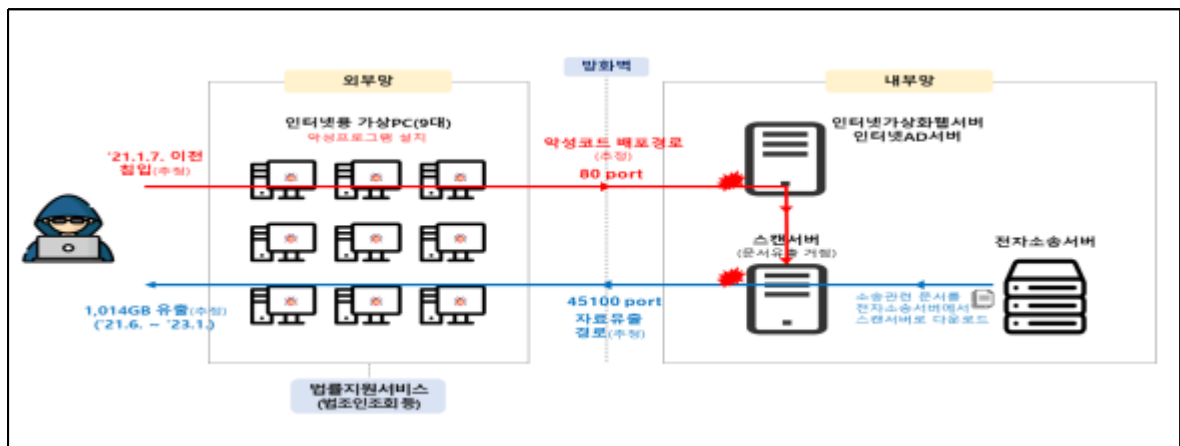 외부망
방화벽
내부망
인터넷용 가상PC(9대)
악성프로그램 설치
'21.1.7. 이전
침입(추정)
악성코드 배포경로
(추정)
80 port
인터넷가상화웹서버
인터넷AD서버
스캔서버
(문서유출 거점)
전자소송서버
1,014GB 유출(추정)
('21.6. ~ '23.1.)
45100 port
자료유출
경로(추정)
소송관련 문서를
전자소송서버에서
스캔서버로 다운로드
법률지원서비스
(법조인조회 등)